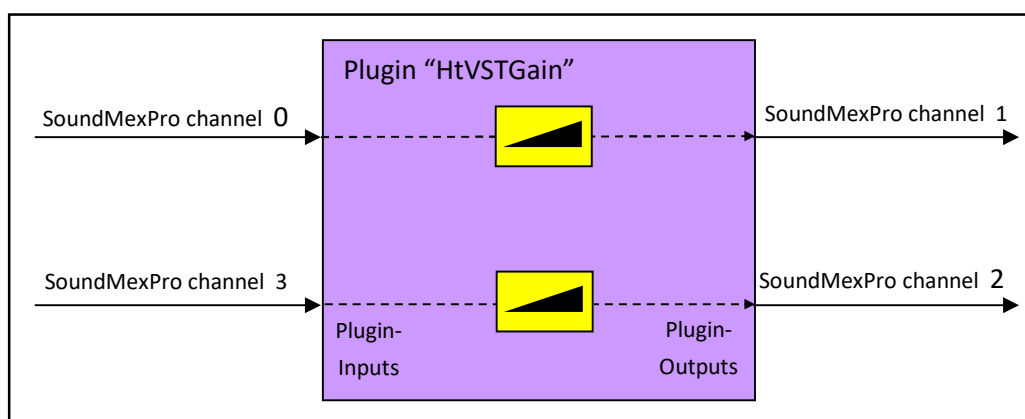 Plugin “HtVSTGain”
SoundMexPro channel 0
SoundMexPro channel 1
SoundMexPro channel 3
SoundMexPro channel 2
Plugin-
Inputs
Plugin-
Outputs